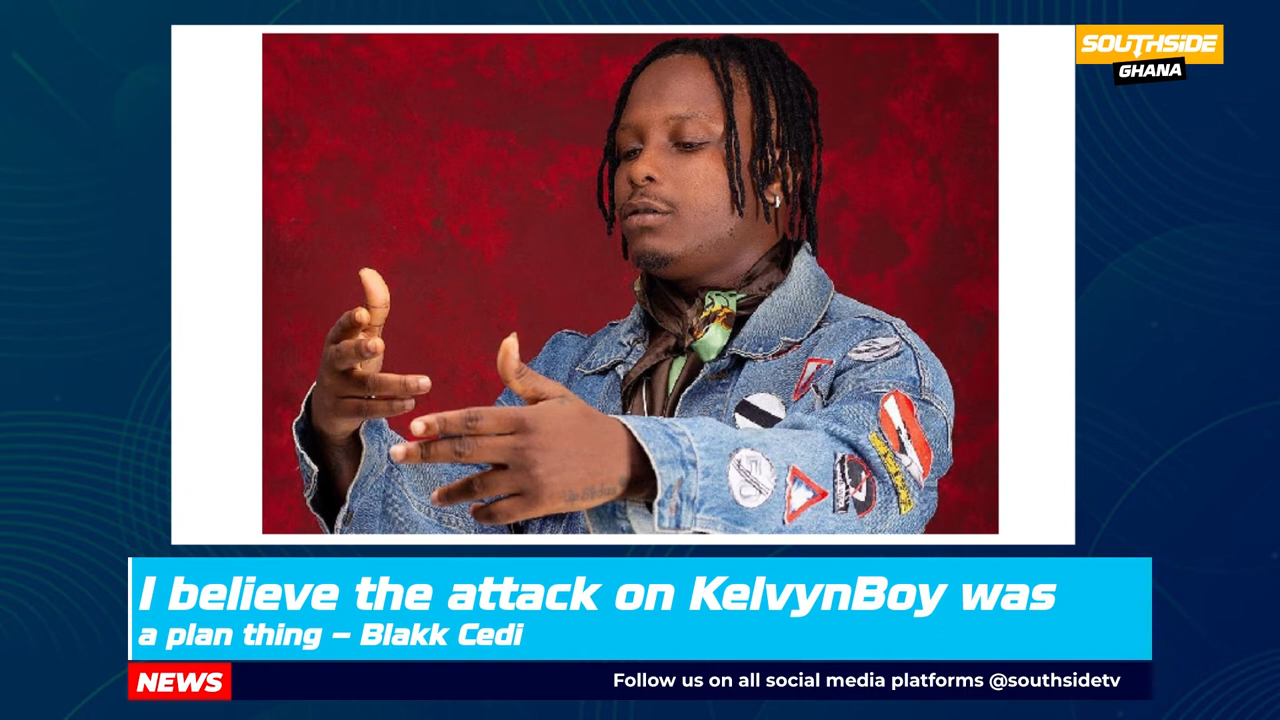 SOUTHSIDE
GHANA
I believe the attack on KelvynBoy was
a plan thing – Blakk Cedi
NEWS
Follow us on all social media platforms @southsidetv